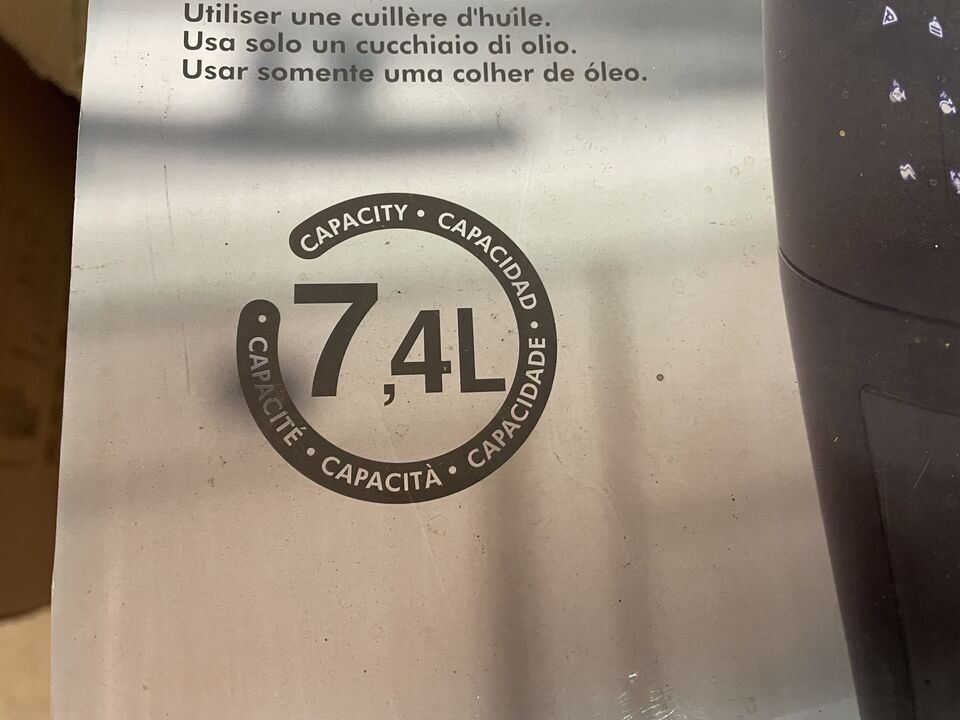 Utiliser une cuillère d'huile.
Usa solo un cucchiaio di olio.
Usar somente uma colher de óleo.
CAPACITY • CAPACIDAD • CAPACIDADE • CAPACITÀ • CAPACITÉ •
7,4L